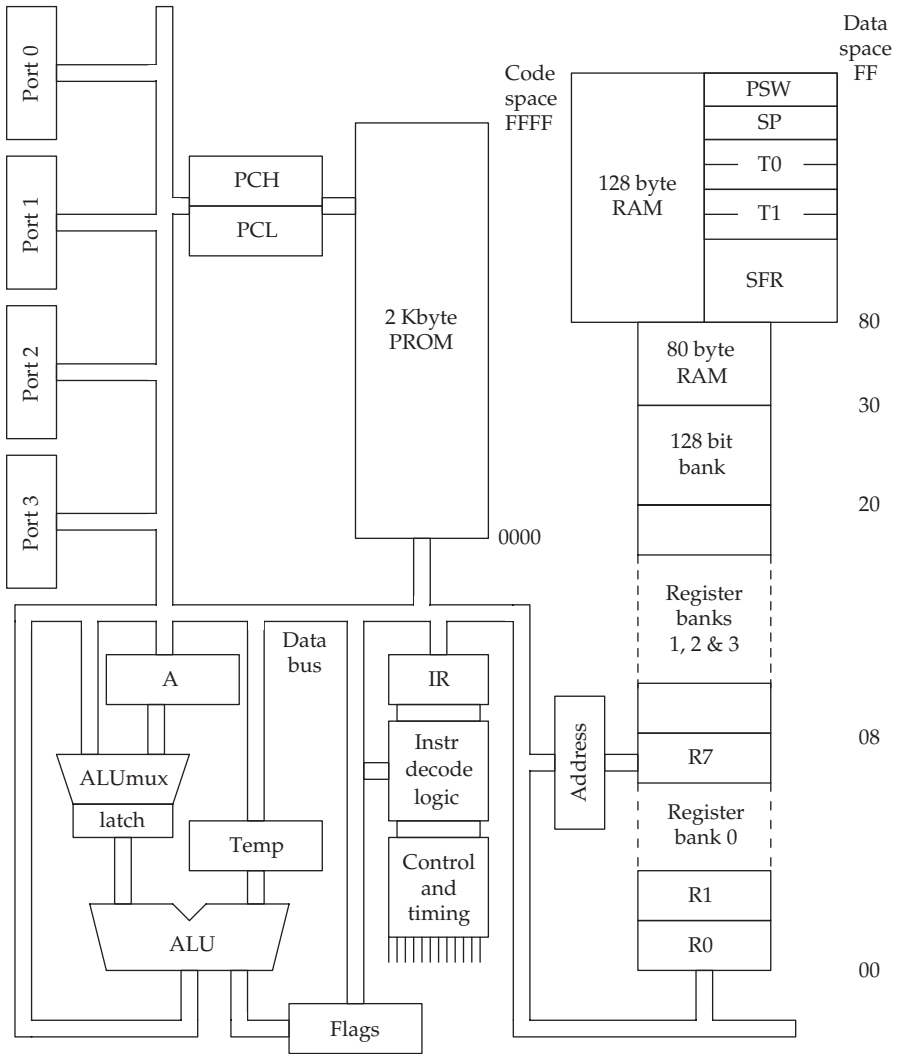 Port 0
Port 1
Port 2
Port 3
PCH
PCL
Code
space
FFFF
2 Kbyte
PROM
0000
Data
space
FF
128 byte
RAM
PSW
SP
T0
T1
SFR
80
80 byte
RAM
30
128 bit
bank
20
Register
banks
1, 2 & 3
08
R7
Register
bank 0
R1
R0
00
Address
Data
bus
A
ALUmux
latch
Temp
ALU
Flags
IR
Instr
decode
logic
Control
and
timing